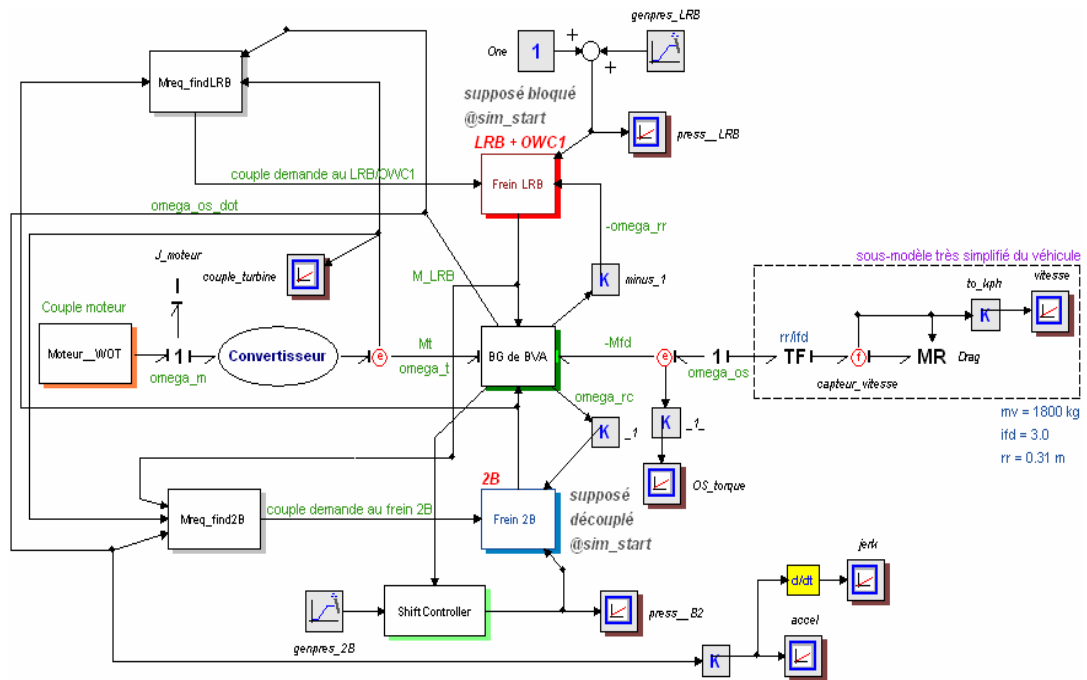 genpres_LRB
One
1
+
+
Mreq_findLRB
supposé bloqué
@sim_start
press__LRB
LRB + OWC1
couple demande au LRB/OWC1
Frein LRB
omega_os_dot
-omega_rr
J_moteur
I
couple_turbine
M_LRB
K
minus_1
sous-modèle très simplifié du véhicule
to_kph
vitesse
K
Couple moteur
Moteur__WOT
1
omega_m
Convertisseur
e
Mt
omega_t
BG de BVA
-Mfd
e
1
omega_os
rr/ifd
TF
f
capteur_vitesse
MR
Drag
omega_rc
K
_1
K
_1_
mv = 1800 kg
ifd = 3.0
rr = 0.31 m
OS_torque
2B
Mreq_find2B
couple demande au frein 2B
Frein 2B
supposé
découplé
@sim_start
jerk
d/dt
genpres_2B
Shift Controller
press__B2
accel
K